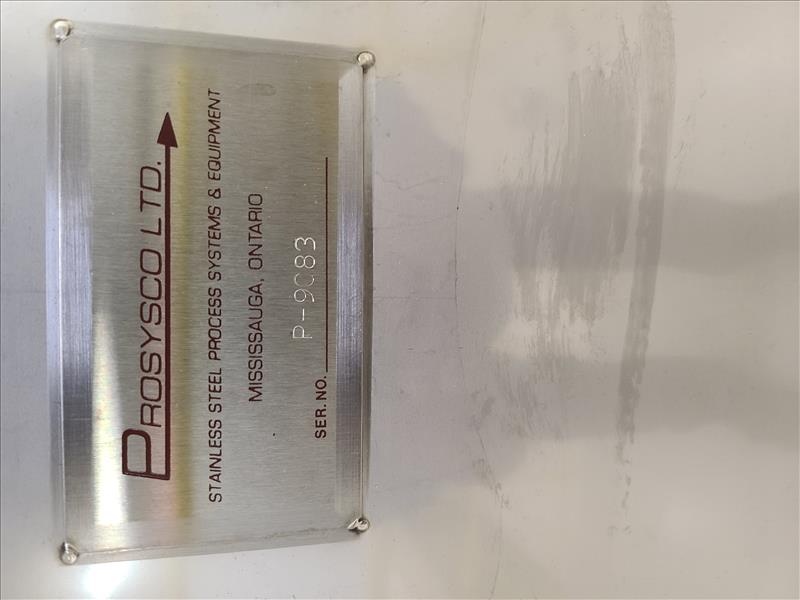 PROSYSCO LTD.
STAINLESS STEEL PROCESS SYSTEMS & EQUIPMENT
MISSISSAUGA, ONTARIO
P-9083
SER. NO.